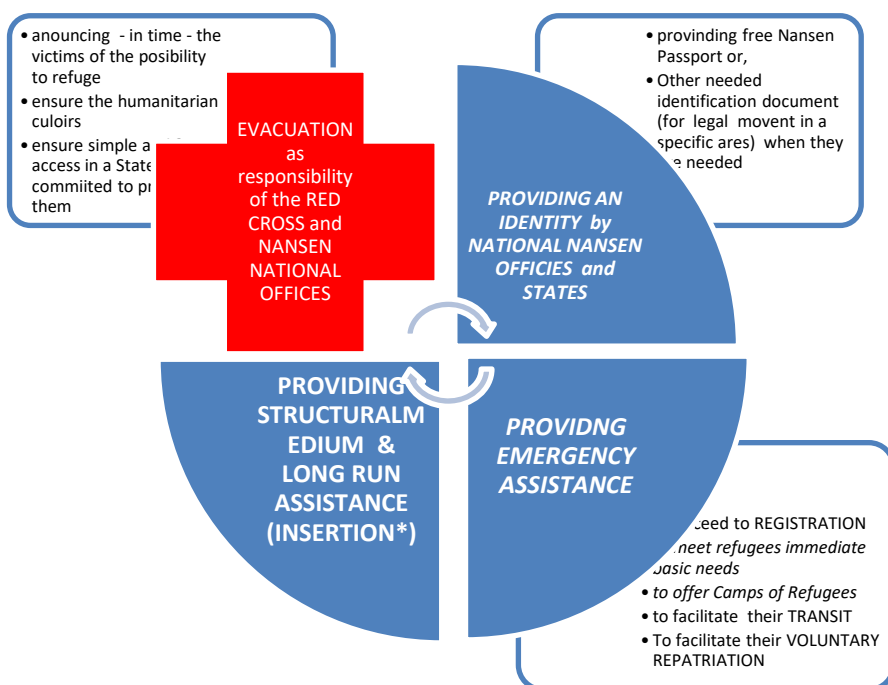 • anouncing - in time - the
victims of the posibility
to refuge
• ensure the humanitarian
culoirs
• ensure simple a
access in a State
commiited to pr
them
EVACUATION
as
responsibility
of the RED
CROSS and
NANSEN
NATIONAL
OFFICES
• provinding free Nansen
Passport or,
• Other needed
identification document
(for legal movent in a
specific ares) when they
needed
PROVIDING AN
IDENTITY by
NATIONAL NANSEN
OFFICIES and
STATES
PROVIDING
STRUCTURALM
EDIUM &
LONG RUN
ASSISTANCE
(INSERTION*)
PROVIDNG
EMERGENCY
ASSISTANCE
to REGISTRATION
meet refugees immediate
basic needs
• to offer Camps of Refugees
• to facilitate their TRANSIT
• To facilitate their VOLUNTARY
REPATRIATION